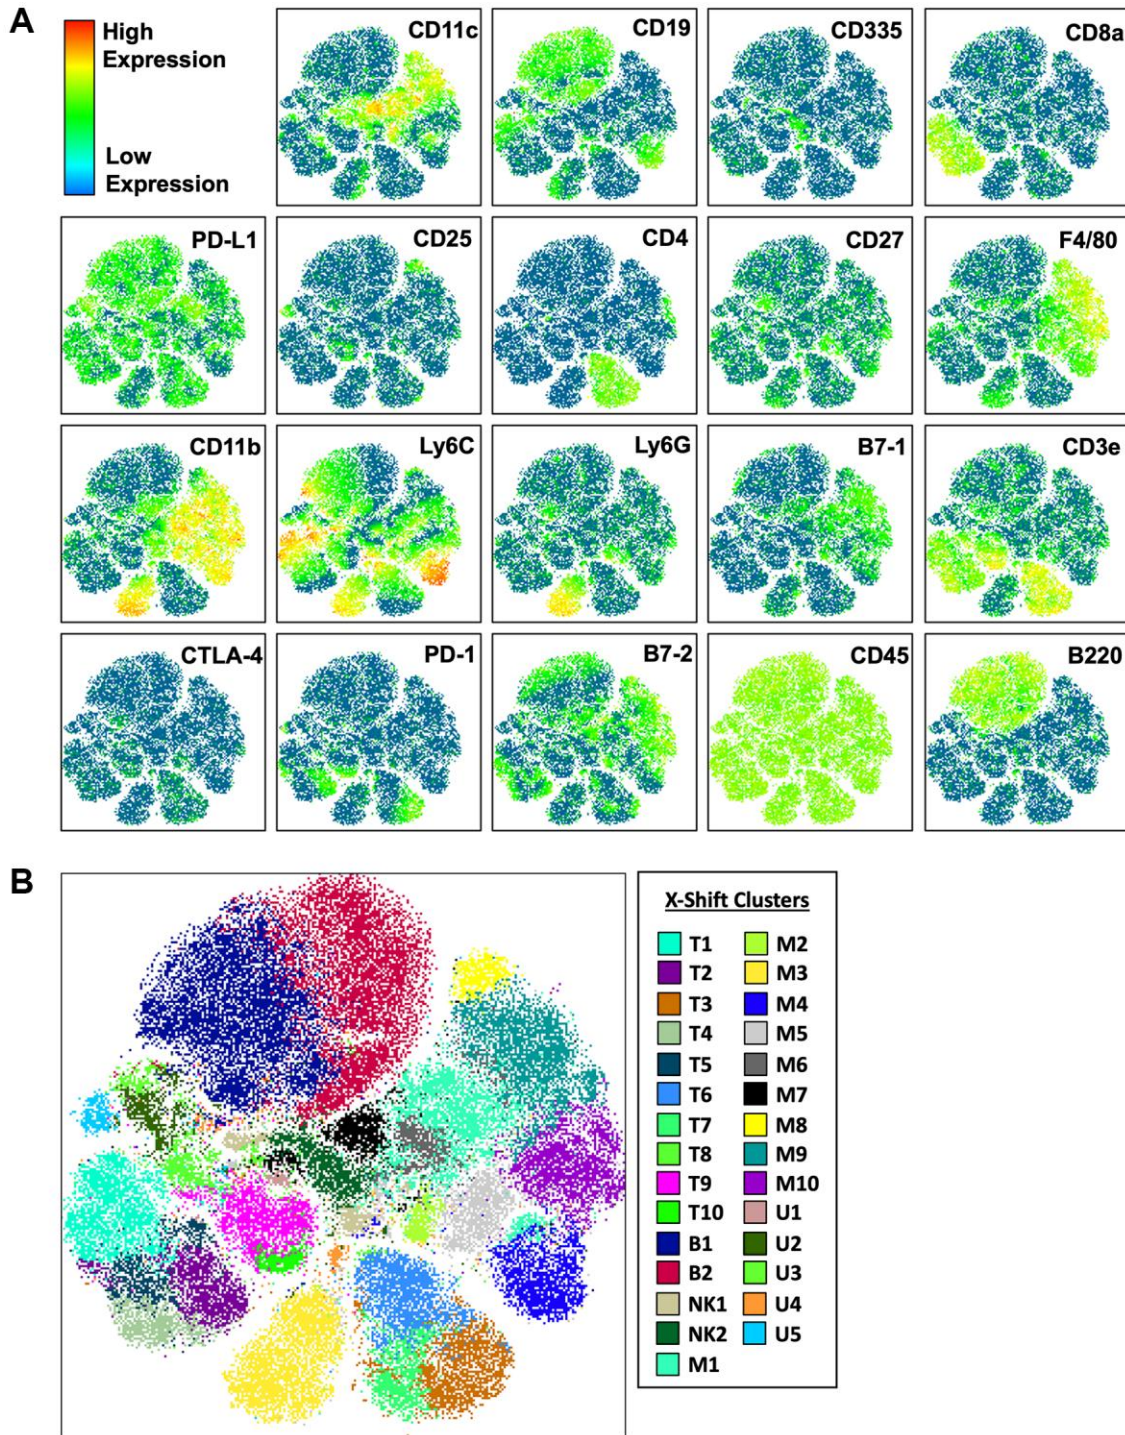 A
High
Expression
Low
Expression
CD11c
CD19
CD335
CD8a
PD-L1
CD25
CD4
CD27
F4/80
CD11b
Ly6C
Ly6G
B7-1
CD3e
CTLA-4
PD-1
B7-2
CD45
B220
B
X-Shift Clusters
T1 M2
T2 M3
T3 M4
T4 M5
T5 M6
T6 M7
T7 M8
T8 M9
T9 M10
T10 U1
B1 U2
B2 U3
NK1 U4
NK2 U5
M1